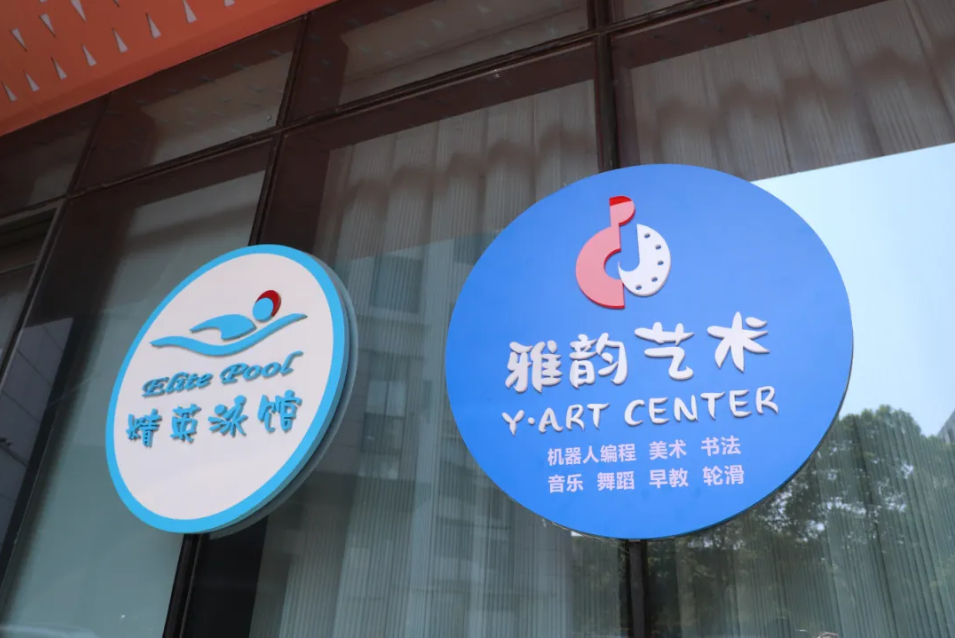 Elite Pool
精英泳馆
雅韵艺术
Y·ART CENTER
机器人编程 美术 书法
音乐 舞蹈 早教 轮滑